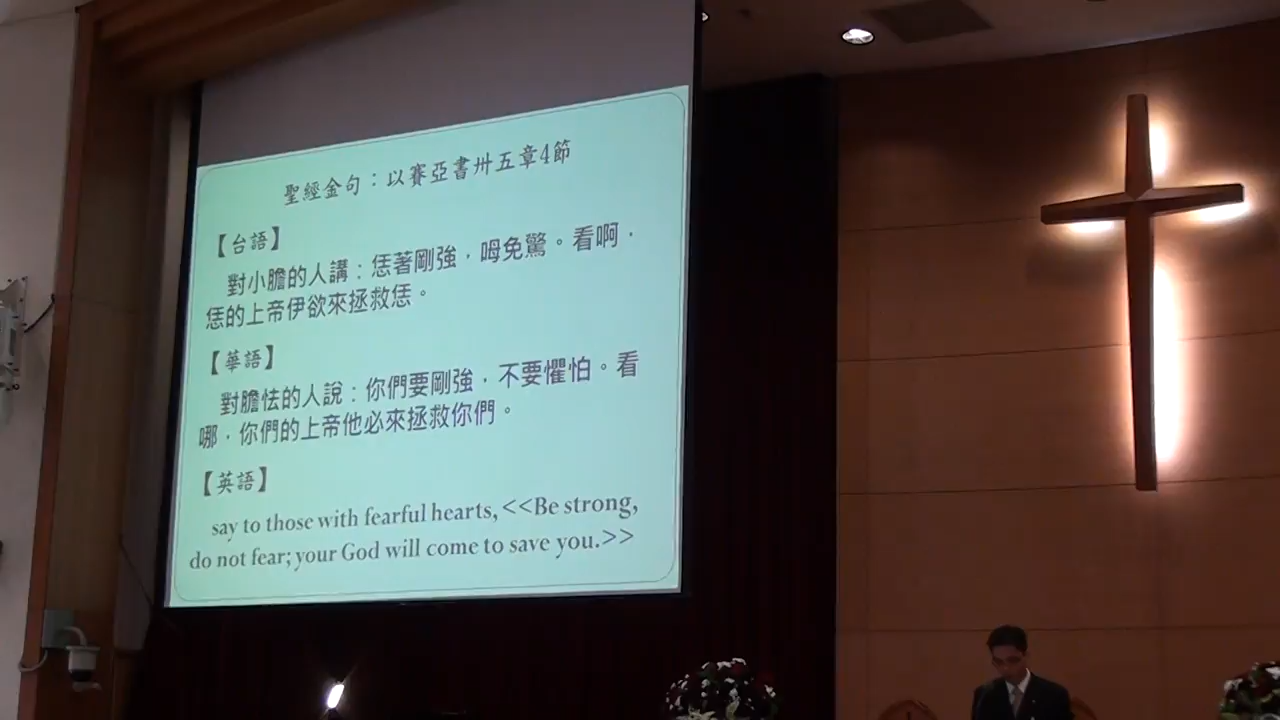 聖經金句：以賽亞書卅五章4節
【台語】
對小膽的人講：恁著剛強，呣免驚。看啊，
恁的上帝伊欲來拯救恁。
【華語】
對膽怯的人說：你們要剛強，不要懼怕。看
哪，你們的上帝他必來拯救你們。
【英語】
say to those with fearful hearts, <<Be strong,
do not fear; your God will come to save you.>>